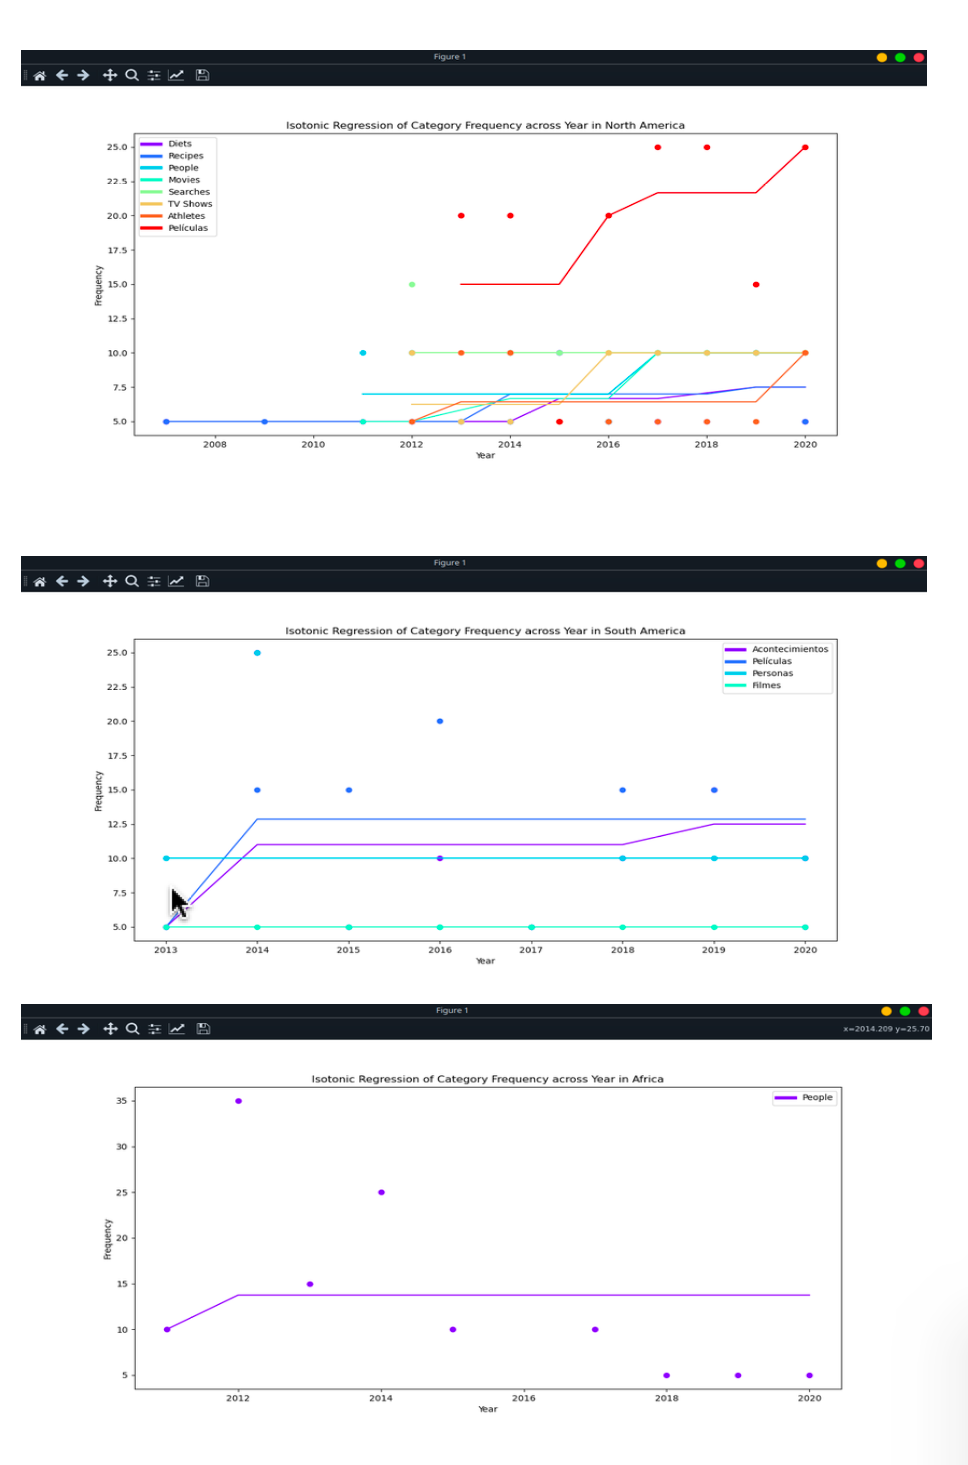 Figure 1
Isotonic Regression of Category Frequency across Year in North America
Diets
Recipes
People
Movies
Searches
TV Shows
Athletes
Películas
25.0
22.5
20.0
17.5
15.0
12.5
10.0
7.5
5.0
Frequency
2008 2010 2012 2014 2016 2018 2020
Year
Figure 1
Isotonic Regression of Category Frequency across Year in South America
Acontecimientos
Películas
Personas
Filmes
25.0
22.5
20.0
17.5
15.0
12.5
10.0
7.5
5.0
Frequency
2013 2014 2015 2016 2017 2018 2019 2020
Year
Figure 1
x=2014.209 y=25.70
Isotonic Regression of Category Frequency across Year in Africa
People
35
30
25
20
15
10
5
Frequency
2012 2014 2016 2018 2020
Year